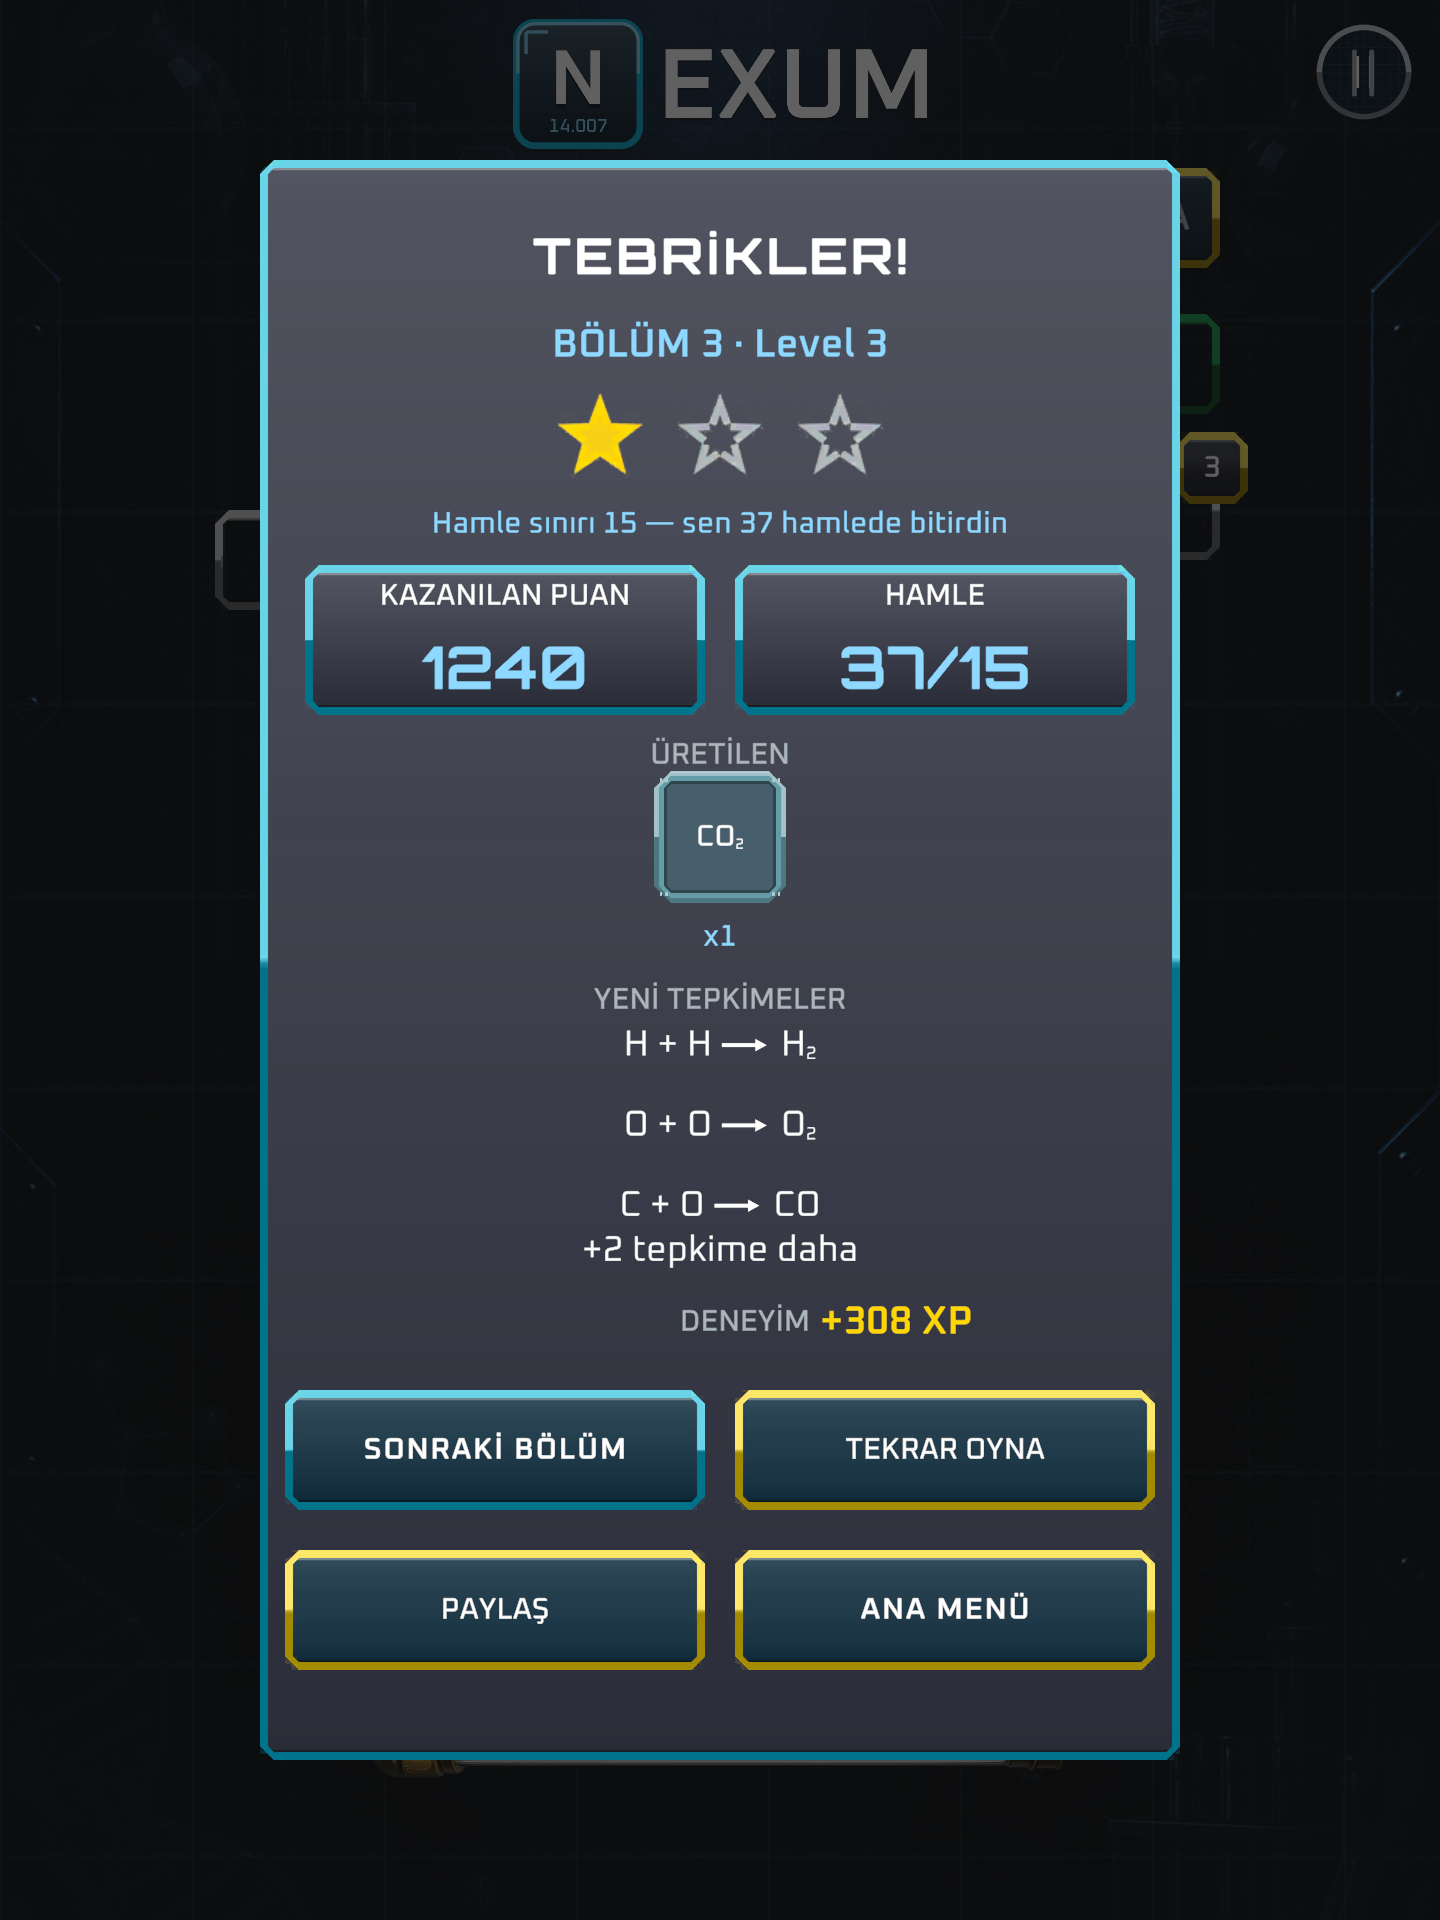 N EXUM
14.007
TEBRİKLER!
BÖLÜM 3 · Level 3
Hamle sınırı 15 — sen 37 hamlede bitirdin
3
KAZANILAN PUAN
1240
HAMLE
37/15
ÜRETİLEN
CO₂
x1
YENİ TEPKİMELER
H + H ⟶ H₂
O + O ⟶ O₂
C + O ⟶ CO
+2 tepkime daha
DENEYİM +308 XP
SONRAKİ BÖLÜM
TEKRAR OYNA
PAYLAŞ
ANA MENÜ